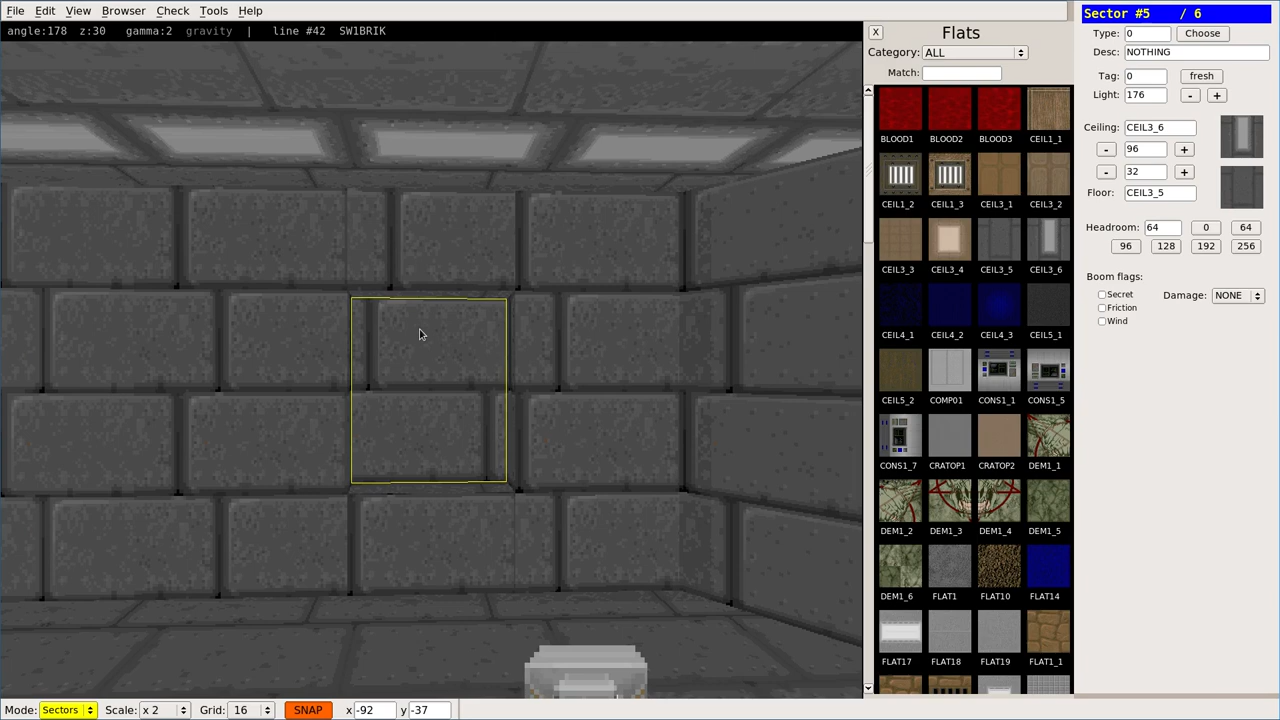 File Edit View Browser Check Tools Help
angle:178 z:30 gamma:2 gravity | line #42 SW1BRIK
X Flats
Category: ALL
Match:
BLOOD1 BLOOD2 BLOOD3 CEIL1_1
CEIL1_2 CEIL1_3 CEIL3_1 CEIL3_2
CEIL3_3 CEIL3_4 CEIL3_5 CEIL3_6
CEIL4_1 CEIL4_2 CEIL4_3 CEIL5_1
CEIL5_2 COMP01 CONS1_1 CONS1_5
CONS1_7 CRATOP1 CRATOP2 DEM1_1
DEM1_2 DEM1_3 DEM1_4 DEM1_5
DEM1_6 FLAT1 FLAT10 FLAT14
FLAT17 FLAT18 FLAT19 FLAT1_1
Sector #5 / 6
Type: 0 Choose
Desc: NOTHING
Tag: 0 fresh
Light: 176 - +
Ceiling: CEIL3_6
- 96 +
- 32 +
Floor: CEIL3_5
Headroom: 64 0 64
96 128 192 256
Boom flags:
Secret Damage: NONE
Friction
Wind
Mode: Sectors Scale: x 2 Grid: 16 SNAP x -92 y -37